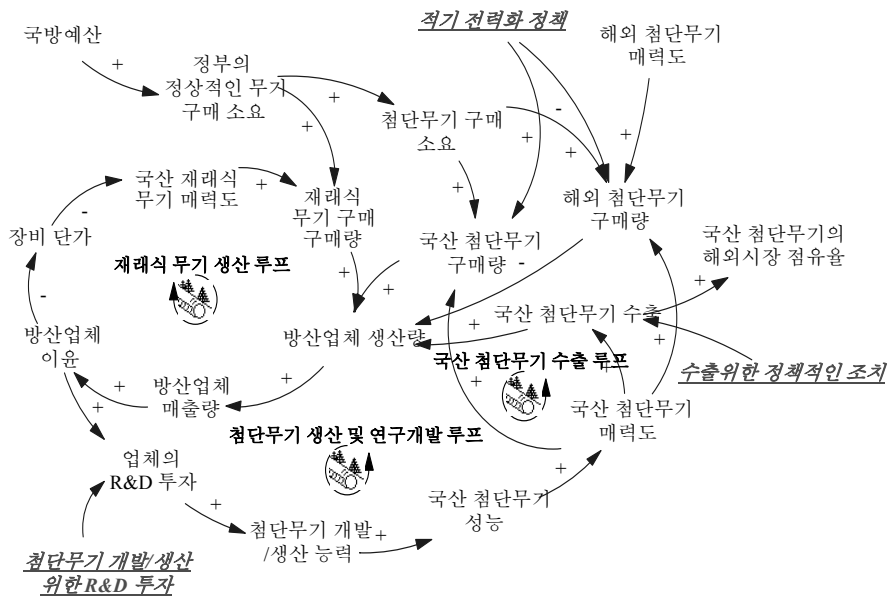 적기 전력화 정책
국방예산
해외 첨단무기
매력도
정부의
정상적인 무기
구매 소요
+
+
+
-
첨단무기 구매
소요
+
+
+
국산 재래식
무기 매력도
+
재래식
무기 구매
구매량
+
해외 첨단무기
구매량
-
장비 단가
국산 첨단무기
구매량
-
국산 첨단무기의
해외시장 점유율
재래식 무기 생산 루프
+
+
+
-
방산업체
이윤
방산업체 생산량
+
국산 첨단무기 수출
+
국산 첨단무기 수출 루프
+
+
수출위한 정책적인 조치
+
방산업체
매출량
+
+
국산 첨단무기
매력도
첨단무기 생산 및 연구개발 루프
업체의
R&D 투자
+
+
국산 첨단무기
성능
첨단무기 개발
/생산 능력
+
첨단무기 개발/생산
위한 R&D 투자